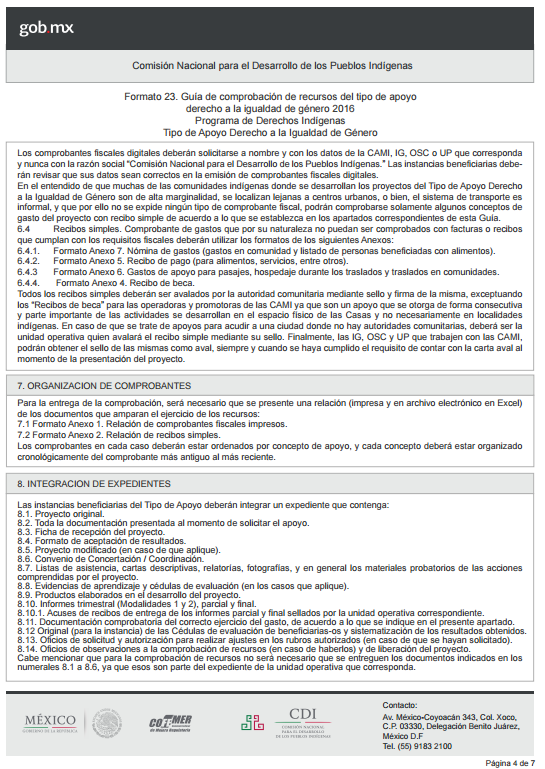 gob.mx
Comisión Nacional para el Desarrollo de los Pueblos Indígenas
Formato 23. Guía de comprobación de recursos del tipo de apoyo
derecho a la igualdad de género 2016
Programa de Derechos Indígenas
Tipo de Apoyo Derecho a la Igualdad de Género
Los comprobantes fiscales digitales deberán solicitarse a nombre y con los datos de la CAMI, IG, OSC o UP que corresponda
y nunca con la razón social "Comisión Nacional para el Desarrollo de los Pueblos Indígenas." Las instancias beneficiarias debe-
rán revisar que sus datos sean correctos en la emisión de comprobantes fiscales digitales.
En el entendido de que muchas de las comunidades indígenas donde se desarrollan los proyectos del Tipo de Apoyo Derecho
a la Igualdad de Género son de alta marginalidad, se localizan lejanas a centros urbanos, o bien, el sistema de transporte es
informal, y que por ello no se expide ningún tipo de comprobante fiscal, podrán comprobarse solamente algunos conceptos de
gasto del proyecto con recibo simple de acuerdo a lo que se establezca en los apartados correspondientes de esta Guía.
6.4 Recibos simples. Comprobante de gastos que por su naturaleza no puedan ser comprobados con facturas o recibos
que cumplan con los requisitos fiscales deberán utilizar los formatos de los siguientes Anexos:
6.4.1. Formato Anexo 7. Nómina de gastos (gastos en comunidad y listado de personas beneficiadas con alimentos).
6.4.2. Formato Anexo 5. Recibo de pago (para alimentos, servicios, entre otros).
6.4.3 Formato Anexo 6. Gastos de apoyo para pasajes, hospedaje durante los traslados y traslados en comunidades.
6.4.4. Formato Anexo 4. Recibo de beca.
Todos los recibos simples deberán ser avalados por la autoridad comunitaria mediante sello y firma de la misma, exceptuando
los "Recibos de beca" para las operadoras y promotoras de las CAMI ya que son un apoyo que se otorga de forma consecutiva
y parte importante de las actividades se desarrollan en el espacio físico de las Casas y no necesariamente en localidades
indígenas. En caso de que se trate de apoyos para acudir a una ciudad donde no hay autoridades comunitarias, deberá ser la
unidad operativa quien avalará el recibo simple mediante su sello. Finalmente, las IG, OSC y UP que trabajen con las CAMI,
podrán obtener el sello de las mismas como aval, siempre y cuando se haya cumplido el requisito de contar con la carta aval al
momento de la presentación del proyecto.
7. ORGANIZACION DE COMPROBANTES
Para la entrega de la comprobación, será necesario que se presente una relación (impresa y en archivo electrónico en Excel)
de los documentos que amparan el ejercicio de los recursos:
7.1 Formato Anexo 1. Relación de comprobantes fiscales impresos.
7.2 Formato Anexo 2. Relación de recibos simples.
Los comprobantes en cada caso deberán estar ordenados por concepto de apoyo, y cada concepto deberá estar organizado
cronológicamente del comprobante más antiguo al más reciente.
8. INTEGRACION DE EXPEDIENTES
Las instancias beneficiarias del Tipo de Apoyo deberán integrar un expediente que contenga:
8.1. Proyecto original.
8.2. Toda la documentación presentada al momento de solicitar el apoyo.
8.3. Ficha de recepción del proyecto.
8.4. Formato de aceptación de resultados.
8.5. Proyecto modificado (en caso de que aplique).
8.6. Convenio de Concertación / Coordinación.
8.7. Listas de asistencia, cartas descriptivas, relatorías, fotografías, y en general los materiales probatorios de las acciones
comprendidas por el proyecto.
8.8. Evidencias de aprendizaje y cédulas de evaluación (en los casos que aplique).
8.9. Productos elaborados en el desarrollo del proyecto.
8.10. Informes trimestral (Modalidades 1 y 2), parcial y final.
8.10.1. Acuses de recibos de entrega de los informes parcial y final sellados por la unidad operativa correspondiente.
8.11. Documentación comprobatoria del correcto ejercicio del gasto, de acuerdo a lo que se indique en el presente apartado.
8.12 Original (para la instancia) de las Cédulas de evaluación de beneficiarias-os y sistematización de los resultados obtenidos.
8.13. Oficios de solicitud y autorización para realizar ajustes en los rubros autorizados (en caso de que se hayan solicitado).
8.14. Oficios de observaciones a la comprobación de recursos (en caso de haberlos) y de liberación del proyecto.
Cabe mencionar que para la comprobación de recursos no será necesario que se entreguen los documentos indicados en los
numerales 8.1 a 8.6, ya que esos son parte del expediente de la unidad operativa que corresponda.
MÉXICO
GOBIERNO DE LA REPÚBLICA
COFEMER
de Mejora Regulatoria
CDI
COMISIÓN NACIONAL
PARA EL DESARROLLO
DE LOS PUEBLOS INDÍGENAS
Contacto:
Av. México-Coyoacán 343, Col. Xoco,
C.P. 03330, Delegación Benito Juárez,
México D.F
Tel. (55) 9183 2100
Página 4 de 7